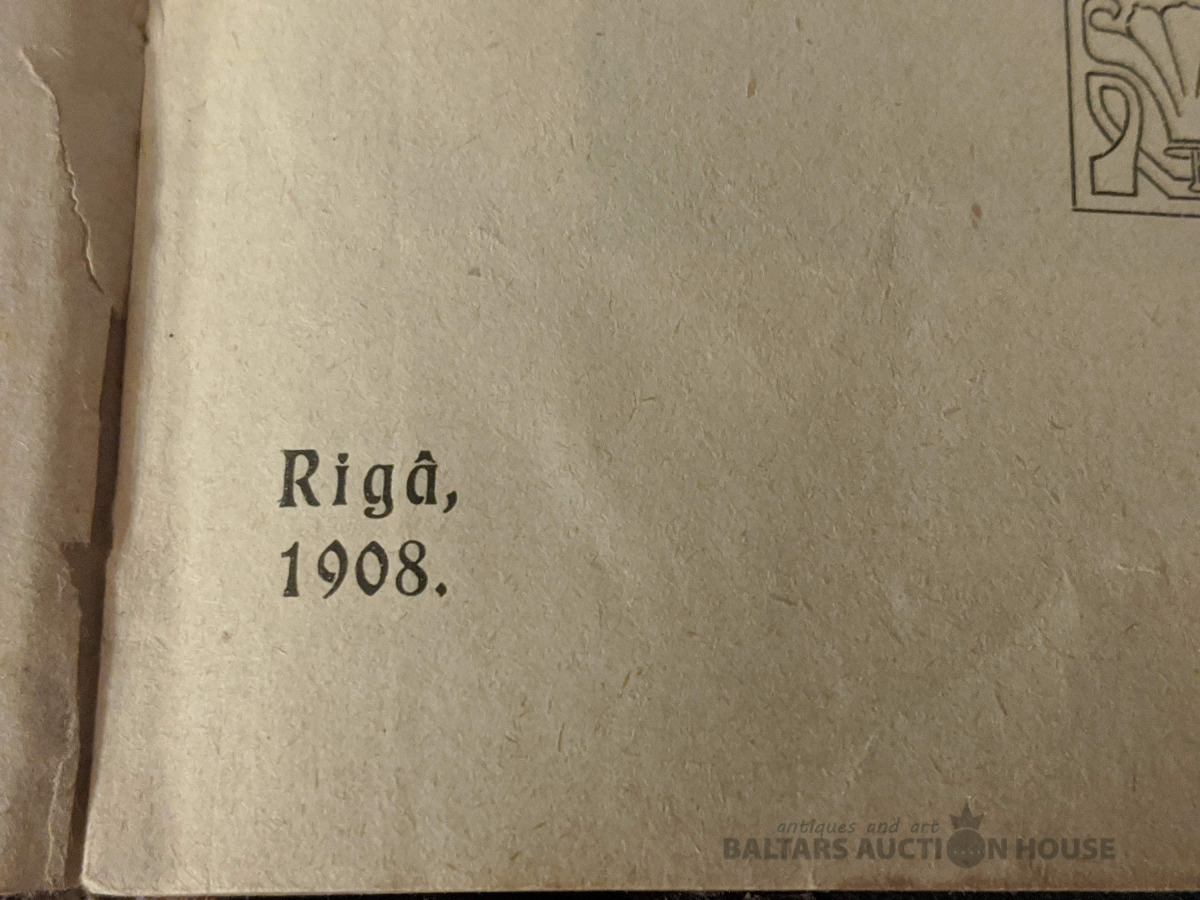 Rigâ,
1908.
antiques and art
BALTARS AUCTION HOUSE